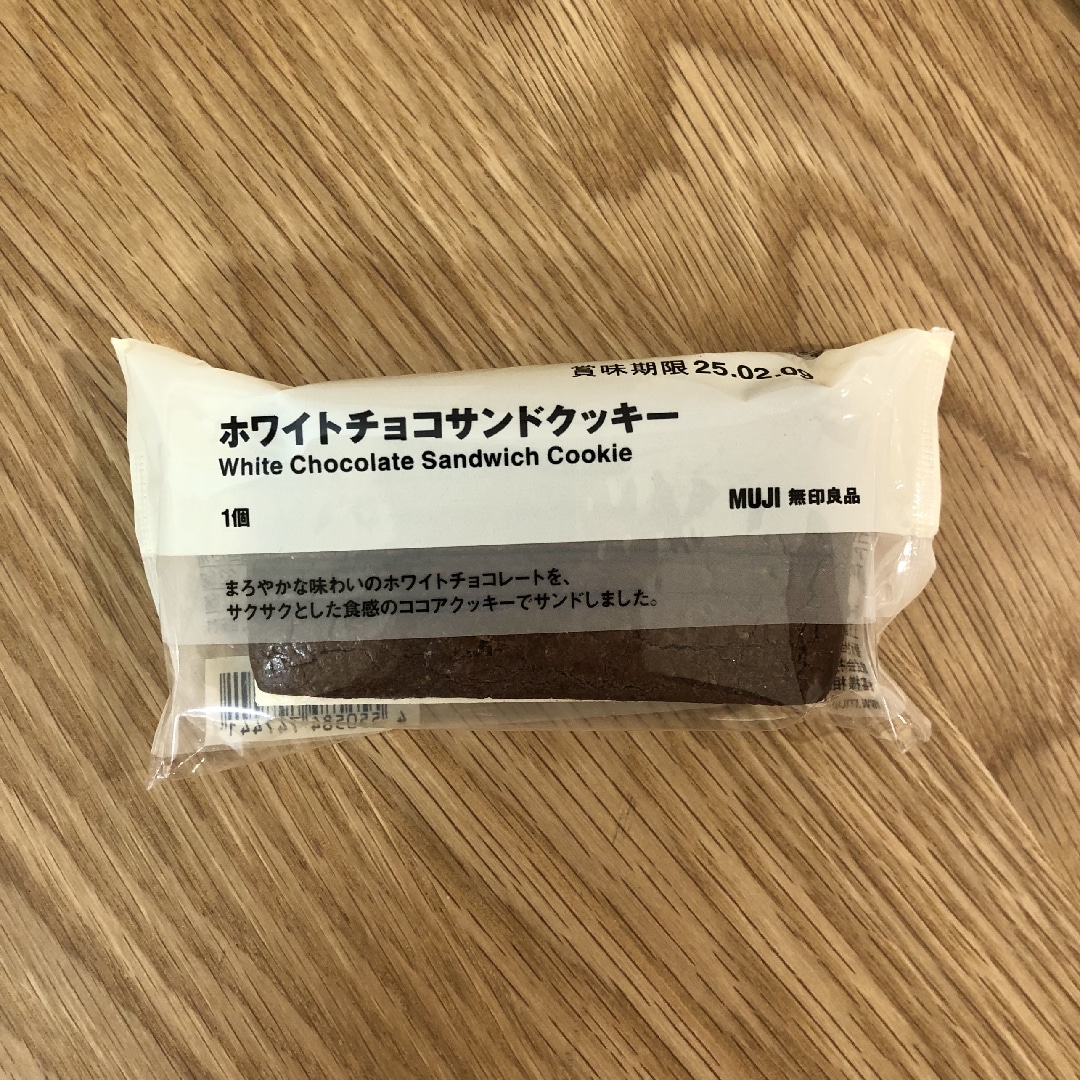 賞味期限 25.02.09
ホワイトチョコサンドクッキー
White Chocolate Sandwich Cookie
1個
MUJI 無印良品
まろやかな味わいのホワイトチョコレートを、
サクサクとした食感のココアクッキーでサンドしました。
4 550584 747441